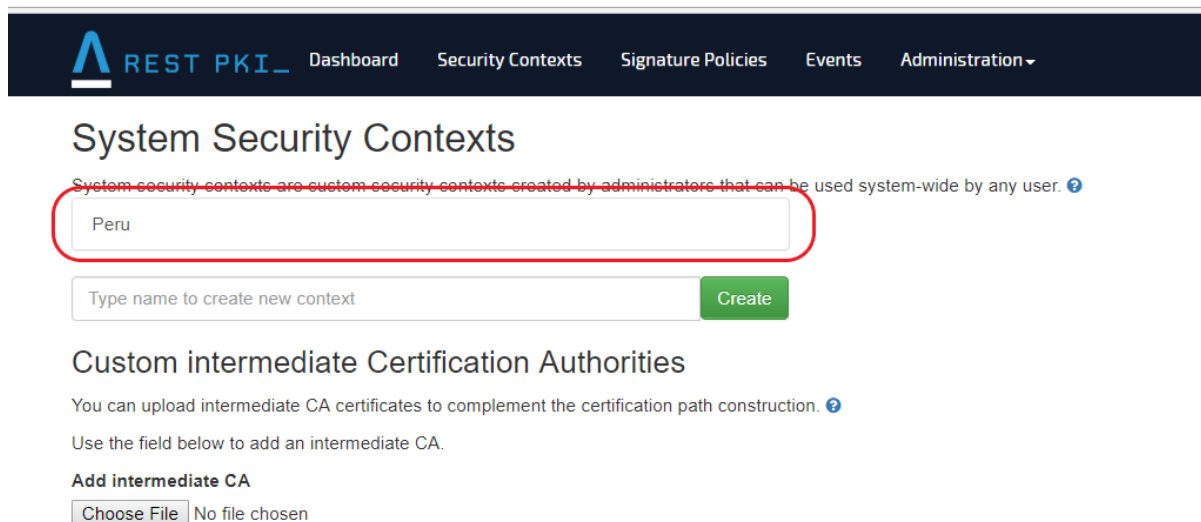 REST PKI_ Dashboard Security Contexts Signature Policies Events Administration
System Security Contexts
System security contexts are custom security contexts created by administrators that can be used system-wide by any user.
Peru
Type name to create new context Create
Custom intermediate Certification Authorities
You can upload intermediate CA certificates to complement the certification path construction.
Use the field below to add an intermediate CA.
Add intermediate CA
Choose File No file chosen